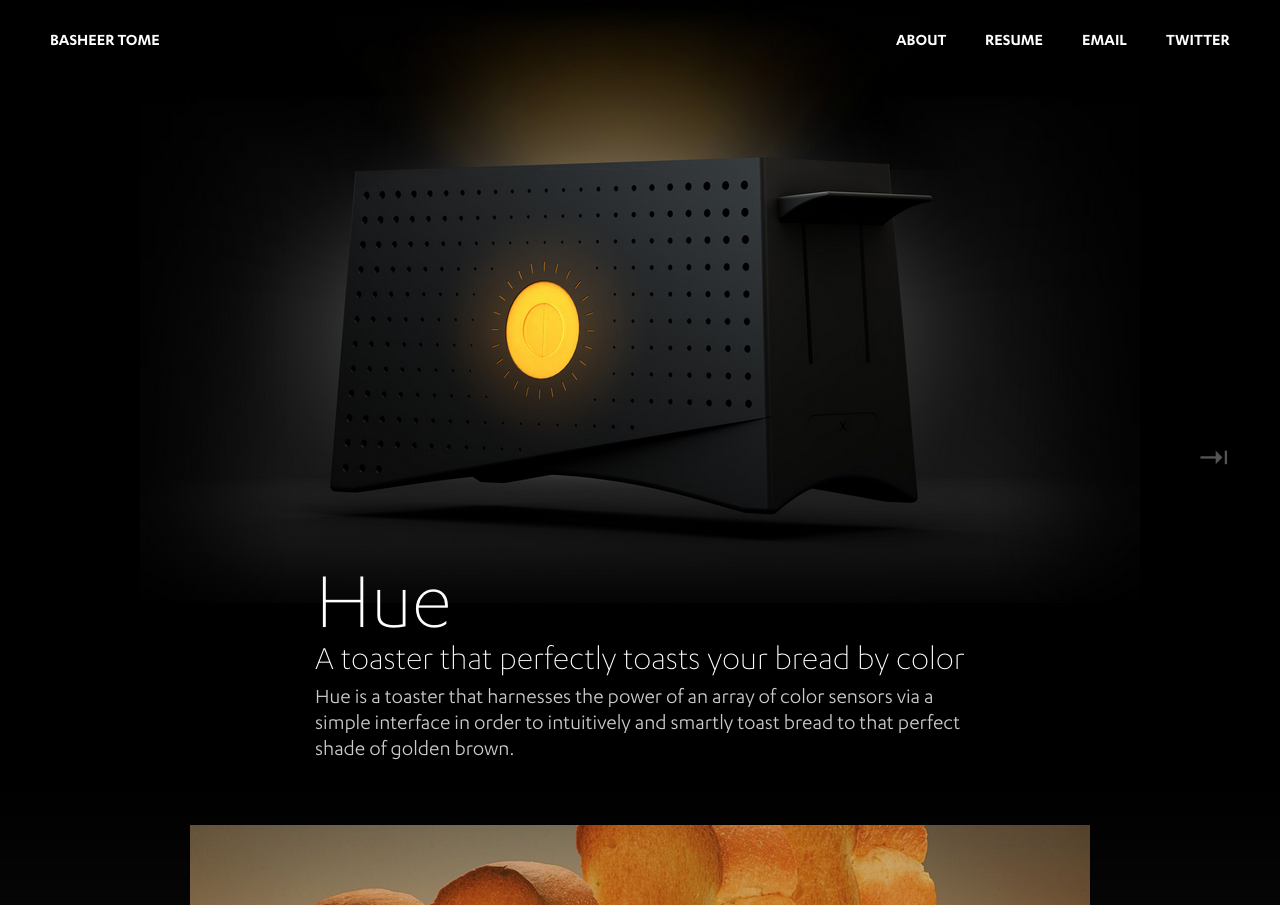 BASHEER TOME
ABOUT RESUME EMAIL TWITTER
Hue
A toaster that perfectly toasts your bread by color
Hue is a toaster that harnesses the power of an array of color sensors via a
simple interface in order to intuitively and smartly toast bread to that perfect
shade of golden brown.